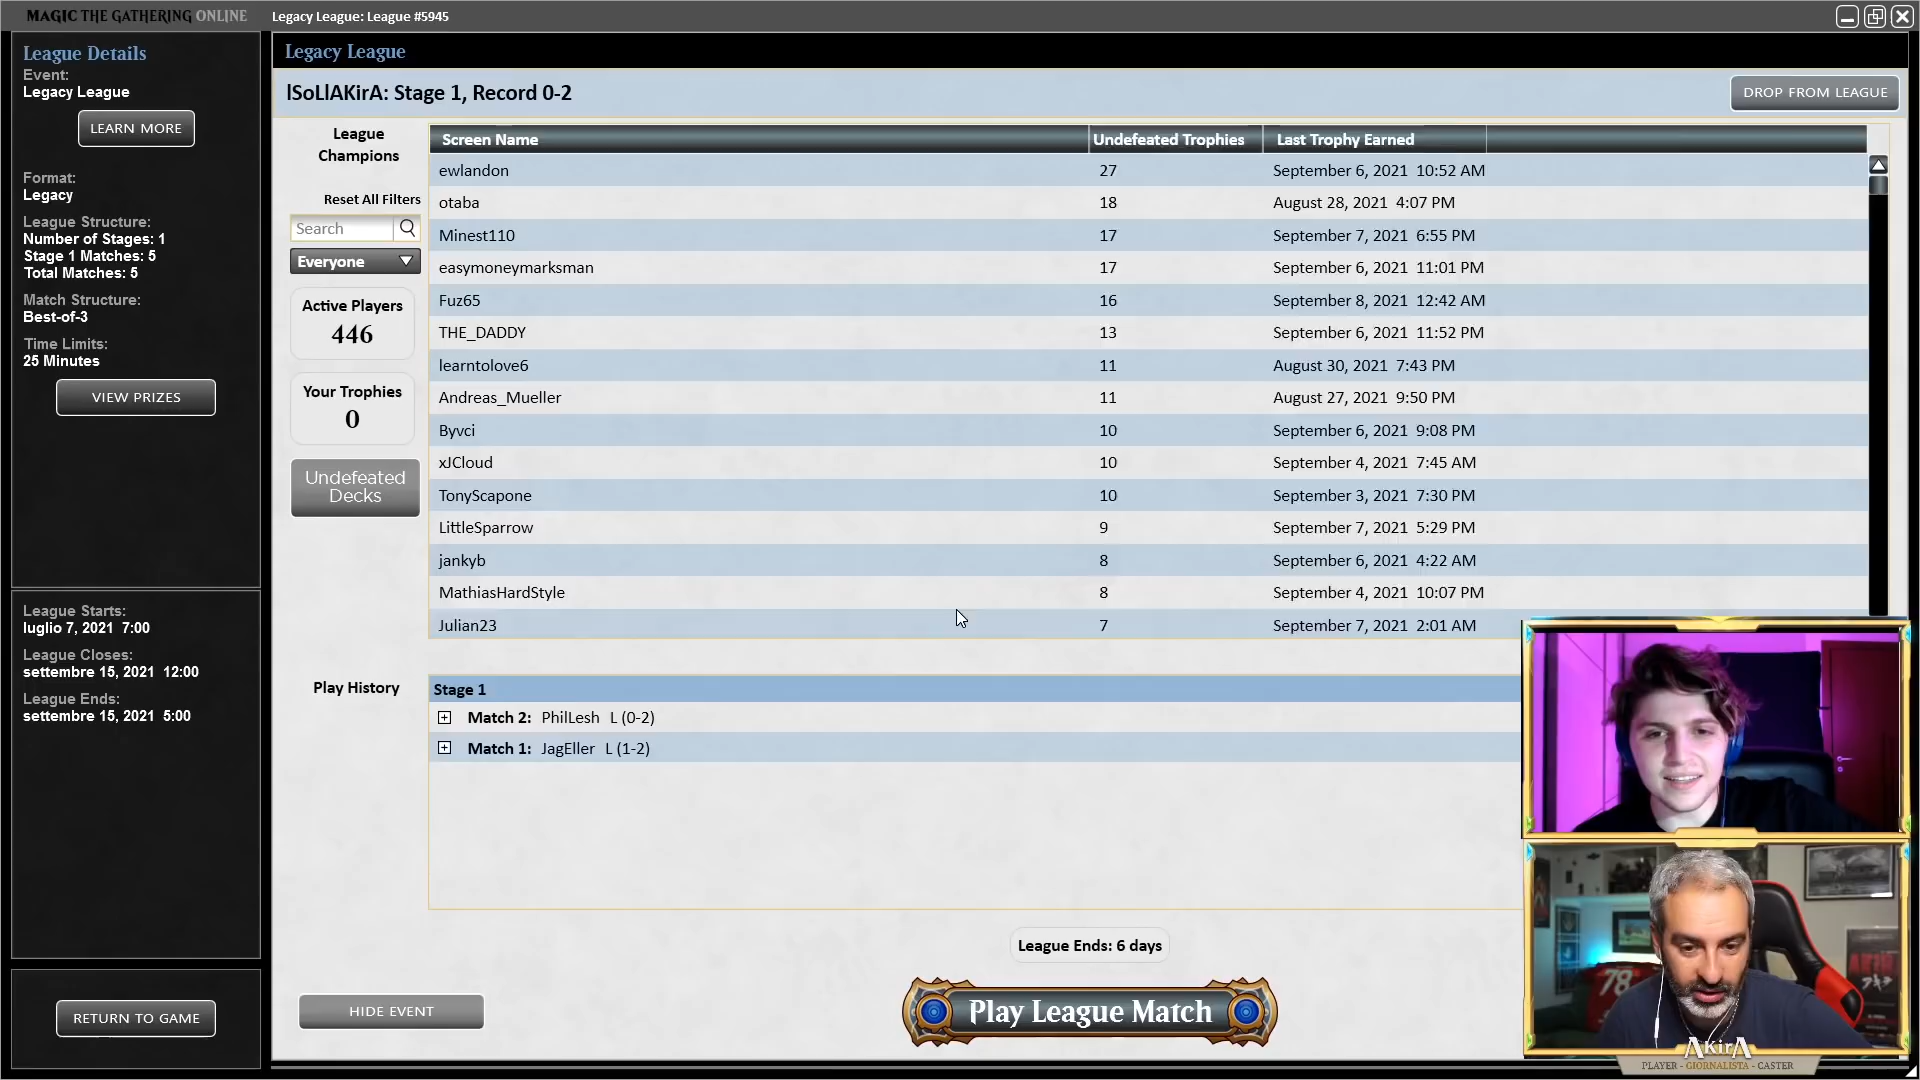 MAGIC THE GATHERING ONLINE
Legacy League: League #5945
League Details
Event:
Legacy League
LEARN MORE
Format:
Legacy
League Structure:
Number of Stages: 1
Stage 1 Matches: 5
Total Matches: 5
Match Structure:
Best-of-3
Time Limits:
25 Minutes
VIEW PRIZES
League Starts:
luglio 7, 2021 7:00
League Closes:
settembre 15, 2021 12:00
League Ends:
settembre 15, 2021 5:00
RETURN TO GAME
Legacy League
lSoLlAKirA: Stage 1, Record 0-2
DROP FROM LEAGUE
League
Champions
Reset All Filters
Search
Everyone
Active Players
446
Your Trophies
0
Undefeated
Decks
Screen Name Undefeated Trophies Last Trophy Earned
ewlandon 27 September 6, 2021 10:52 AM
otaba 18 August 28, 2021 4:07 PM
Minest110 17 September 7, 2021 6:55 PM
easymoneymarksman 17 September 6, 2021 11:01 PM
Fuz65 16 September 8, 2021 12:42 AM
THE_DADDY 13 September 6, 2021 11:52 PM
learntolove6 11 August 30, 2021 7:43 PM
Andreas_Mueller 11 August 27, 2021 9:50 PM
Byvci 10 September 6, 2021 9:08 PM
xJCloud 10 September 4, 2021 7:45 AM
TonyScapone 10 September 3, 2021 7:30 PM
LittleSparrow 9 September 7, 2021 5:29 PM
jankyb 8 September 6, 2021 4:22 AM
MathiasHardStyle 8 September 4, 2021 10:07 PM
Julian23 7 September 7, 2021 2:01 AM
Play History
Stage 1
Match 2: PhilLesh L (0-2)
Match 1: JagEller L (1-2)
League Ends: 6 days
HIDE EVENT
Play League Match
78
AKirA
PLAYER - GIORNALISTA - CASTER